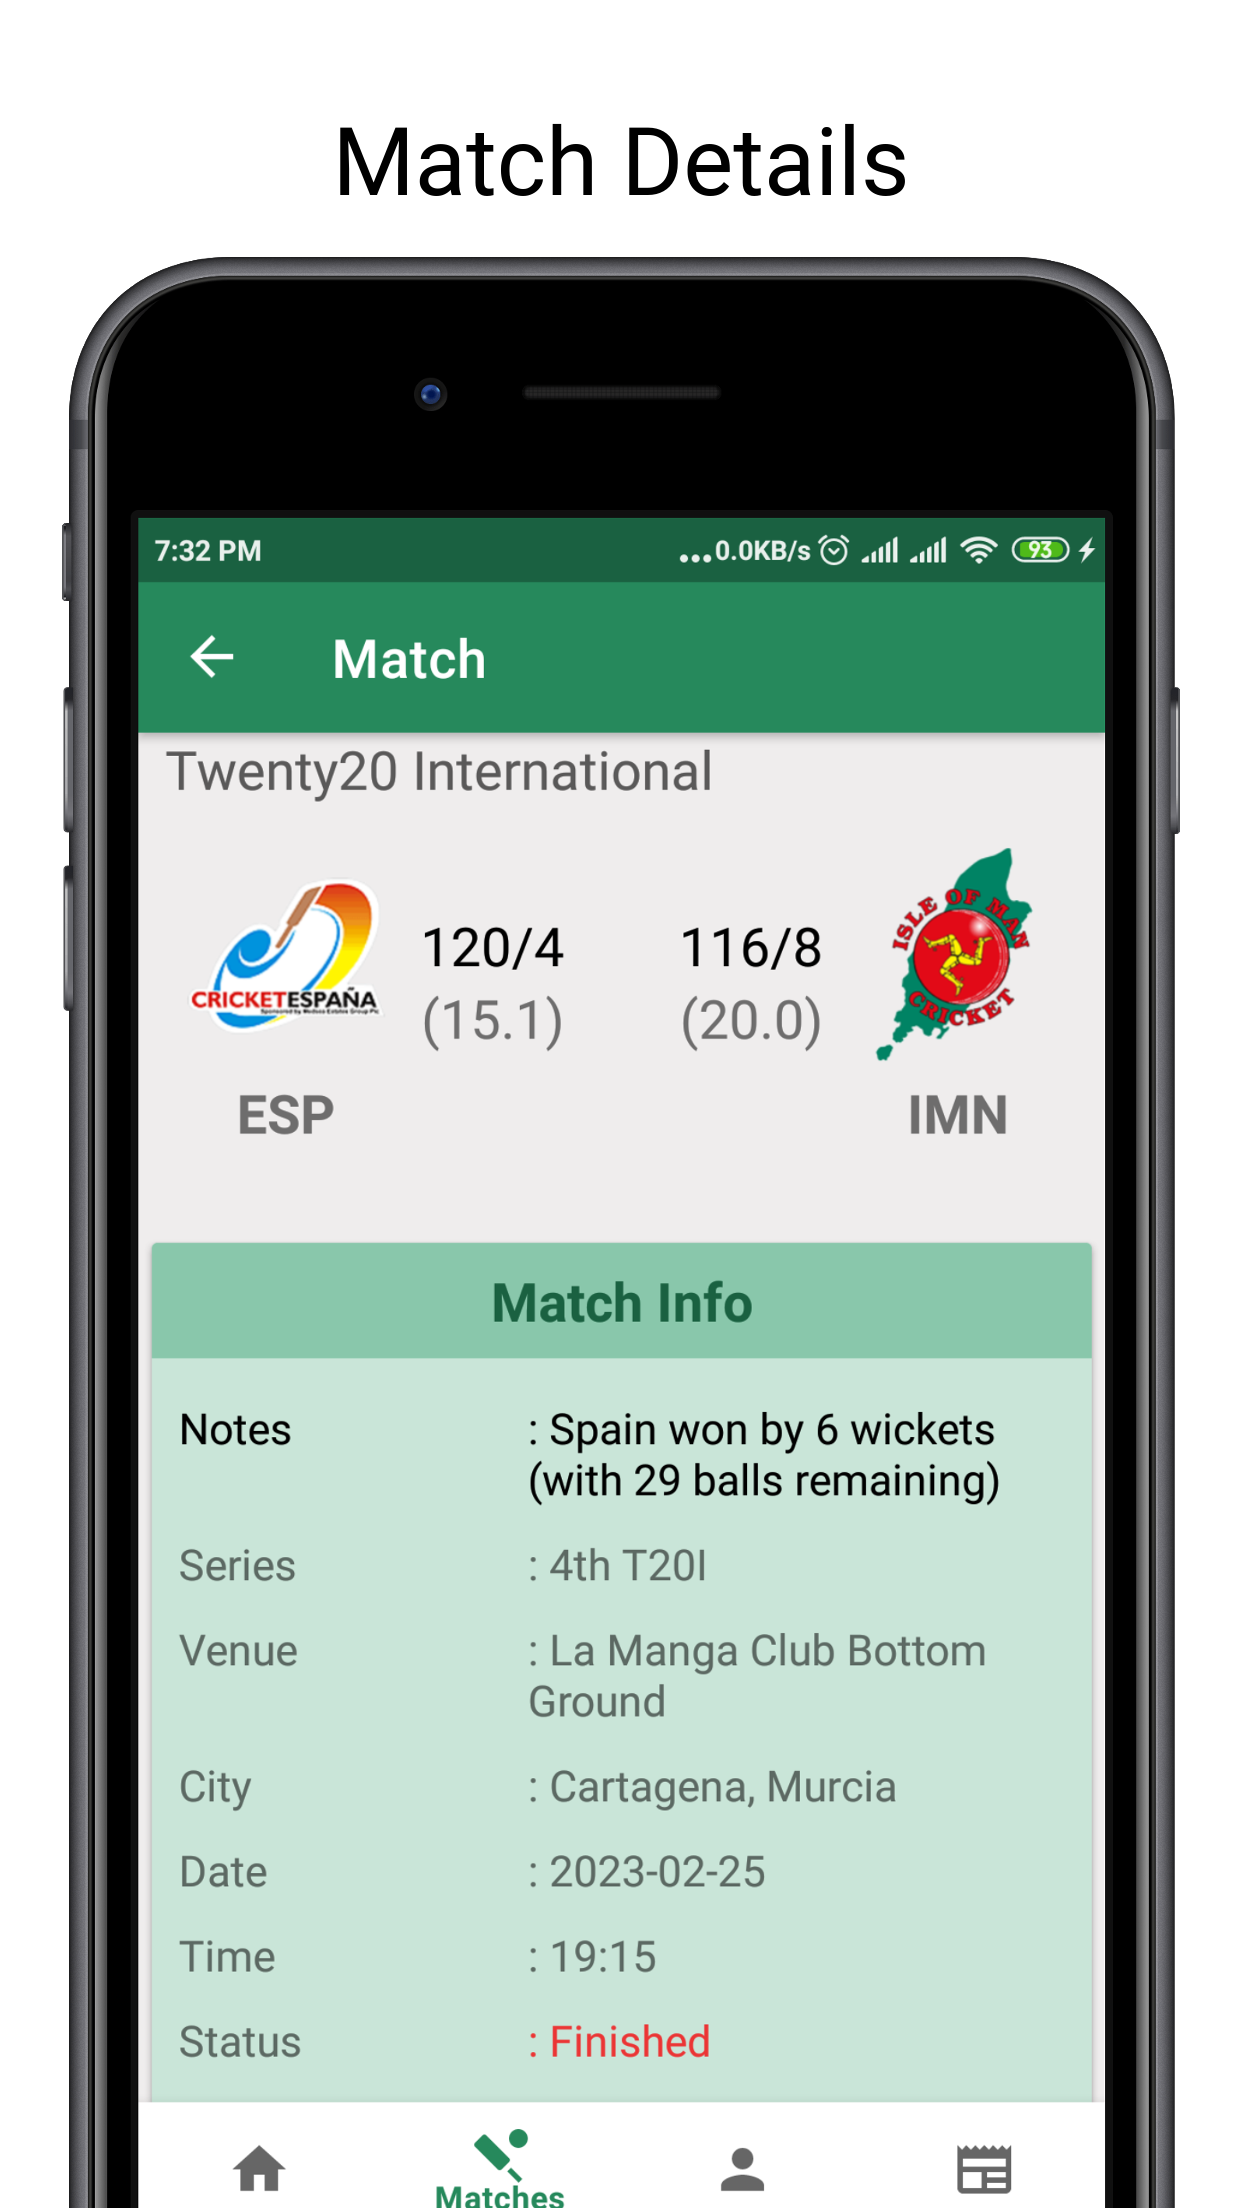 Match Details
7:32 PM ...0.0KB/s 93
Match
Twenty20 International
120/4 116/8
(15.1) (20.0)
CRICKETESPAÑA
ISLE OF MAN
CRICKET
ESP IMN
Match Info
Notes : Spain won by 6 wickets
(with 29 balls remaining)
Series : 4th T20I
Venue : La Manga Club Bottom
Ground
City : Cartagena, Murcia
Date : 2023-02-25
Time : 19:15
Status : Finished
Matches